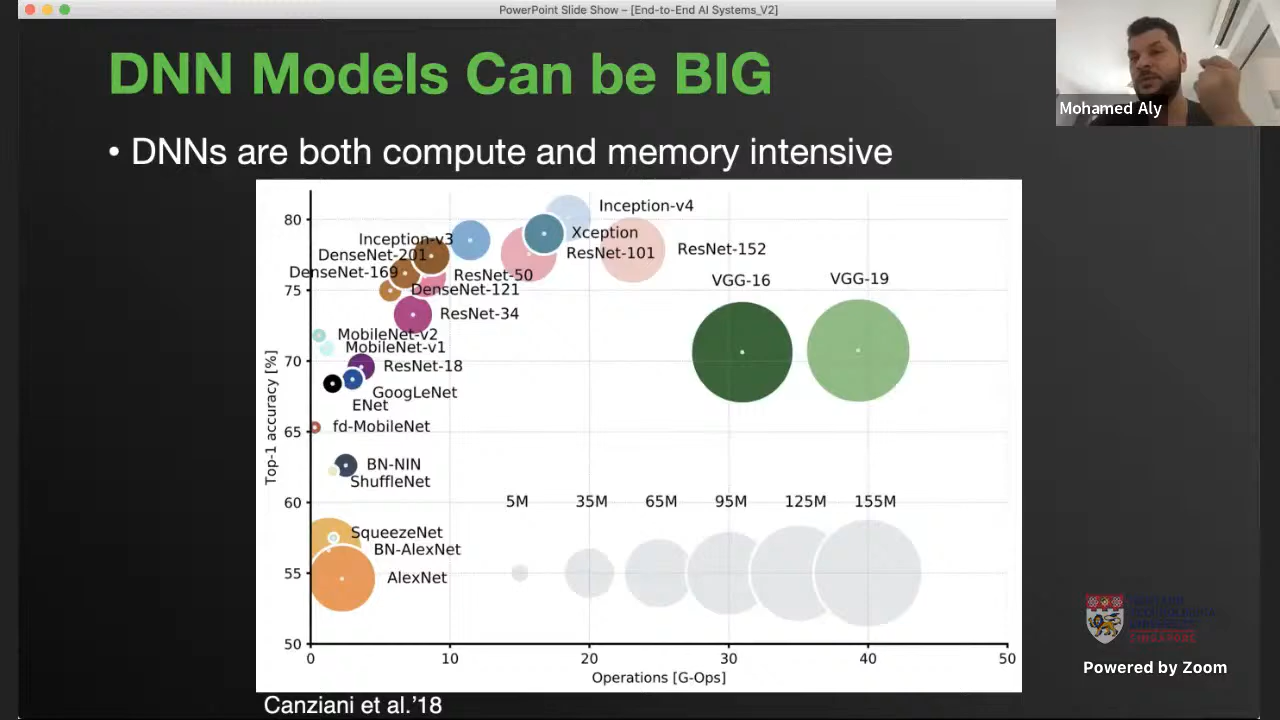 PowerPoint Slide Show – [End-to-End AI Systems_V2]
DNN Models Can be BIG
Mohamed Aly
• DNNs are both compute and memory intensive
80
75
70
65
60
55
50
Top-1 accuracy [%]
Inception-v4
Xception
Inception-v3
ResNet-101
ResNet-152
DenseNet-201
DenseNet-169
ResNet-50
DenseNet-121
VGG-16
VGG-19
ResNet-34
MobileNet-v2
MobileNet-v1
ResNet-18
GoogLeNet
ENet
fd-MobileNet
BN-NIN
ShuffleNet
5M 35M 65M 95M 125M 155M
SqueezeNet
BN-AlexNet
AlexNet
0 10 20 30 40 50
Operations [G-Ops]
Canziani et al.’18
SINGAPORE
Powered by Zoom